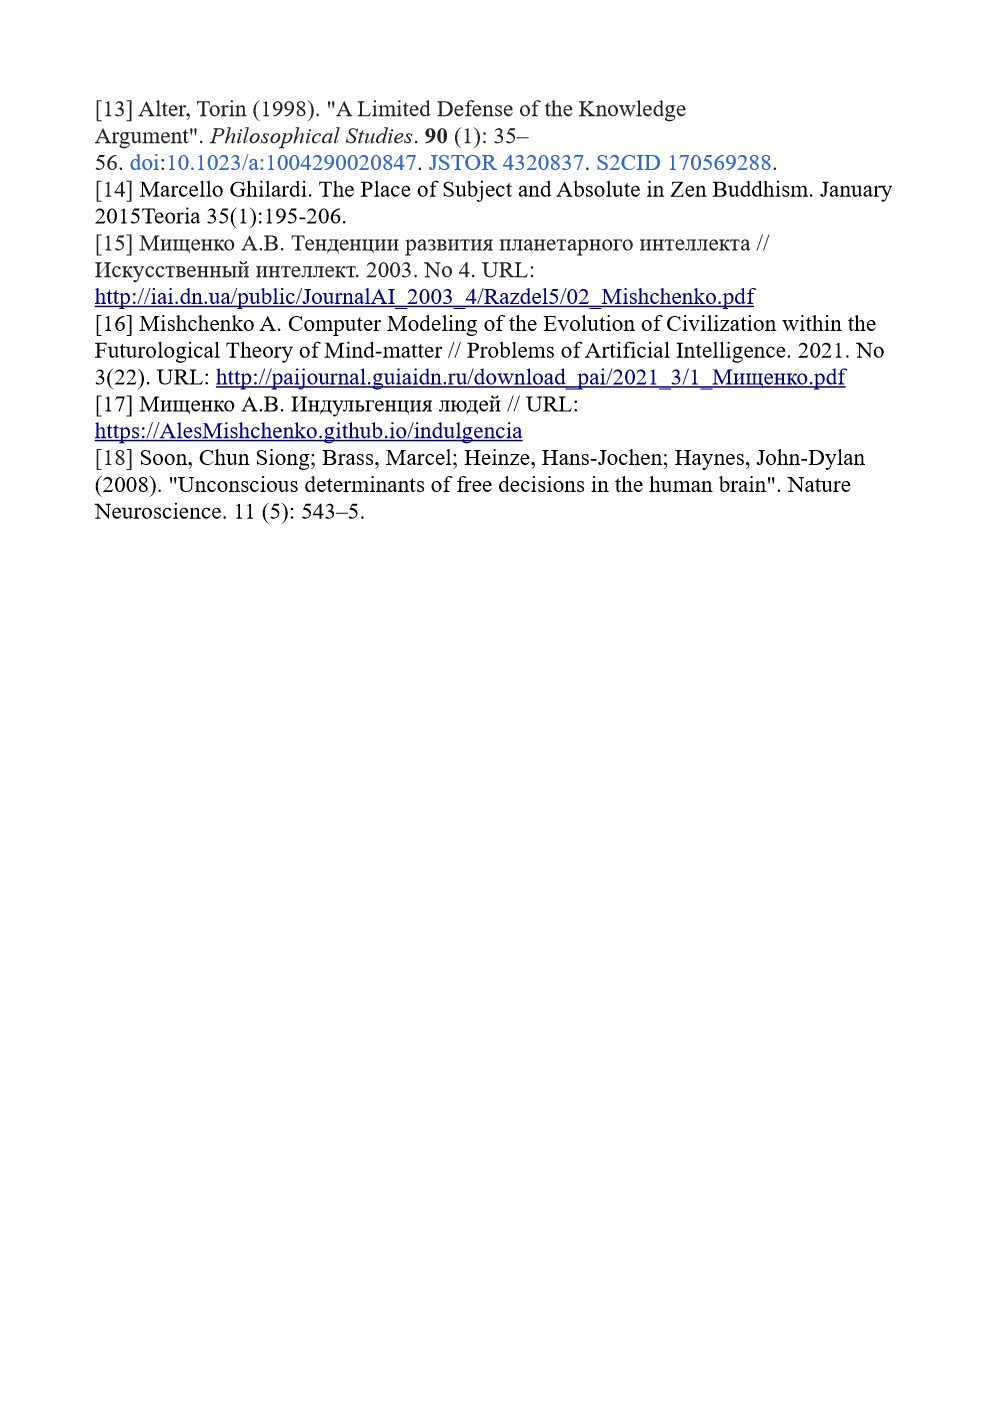 [13] Alter, Torin (1998). "A Limited Defense of the Knowledge
Argument". Philosophical Studies. 90 (1): 35–
56. doi:10.1023/a:1004290020847. JSTOR 4320837. S2CID 170569288.
[14] Marcello Ghilardi. The Place of Subject and Absolute in Zen Buddhism. January
2015Teoria 35(1):195-206.
[15] Мищенко А.В. Тенденции развития планетарного интеллекта //
Искусственный интеллект. 2003. No 4. URL:
http://iai.dn.ua/public/JournalAI_2003_4/Razdel5/02_Mishchenko.pdf
[16] Mishchenko A. Computer Modeling of the Evolution of Civilization within the
Futurological Theory of Mind-matter // Problems of Artificial Intelligence. 2021. No
3(22). URL: http://paijournal.guiaidn.ru/download_pai/2021_3/1_Мищенко.pdf
[17] Мищенко А.В. Индульгенция людей // URL:
https://AlesMishchenko.github.io/indulgencia
[18] Soon, Chun Siong; Brass, Marcel; Heinze, Hans-Jochen; Haynes, John-Dylan
(2008). "Unconscious determinants of free decisions in the human brain". Nature
Neuroscience. 11 (5): 543–5.